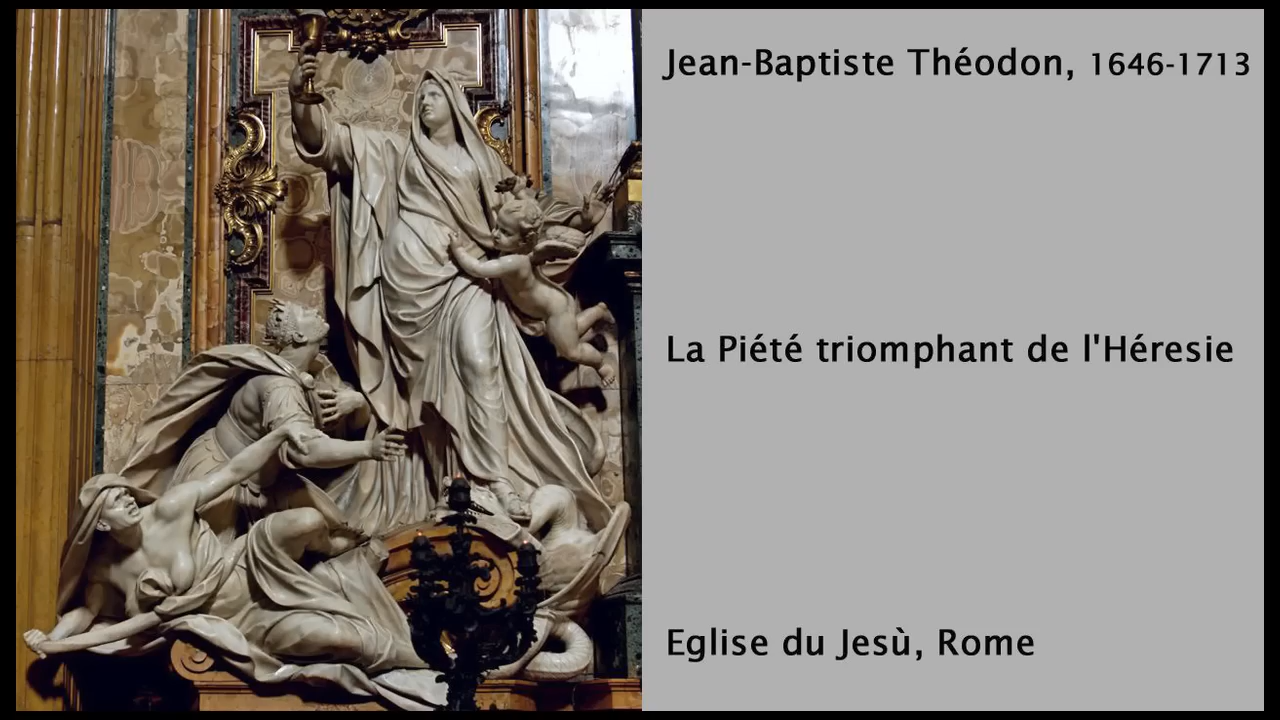 Jean-Baptiste Théodon, 1646-1713
La Piété triomphant de l'Héresie
Eglise du Jesù, Rome